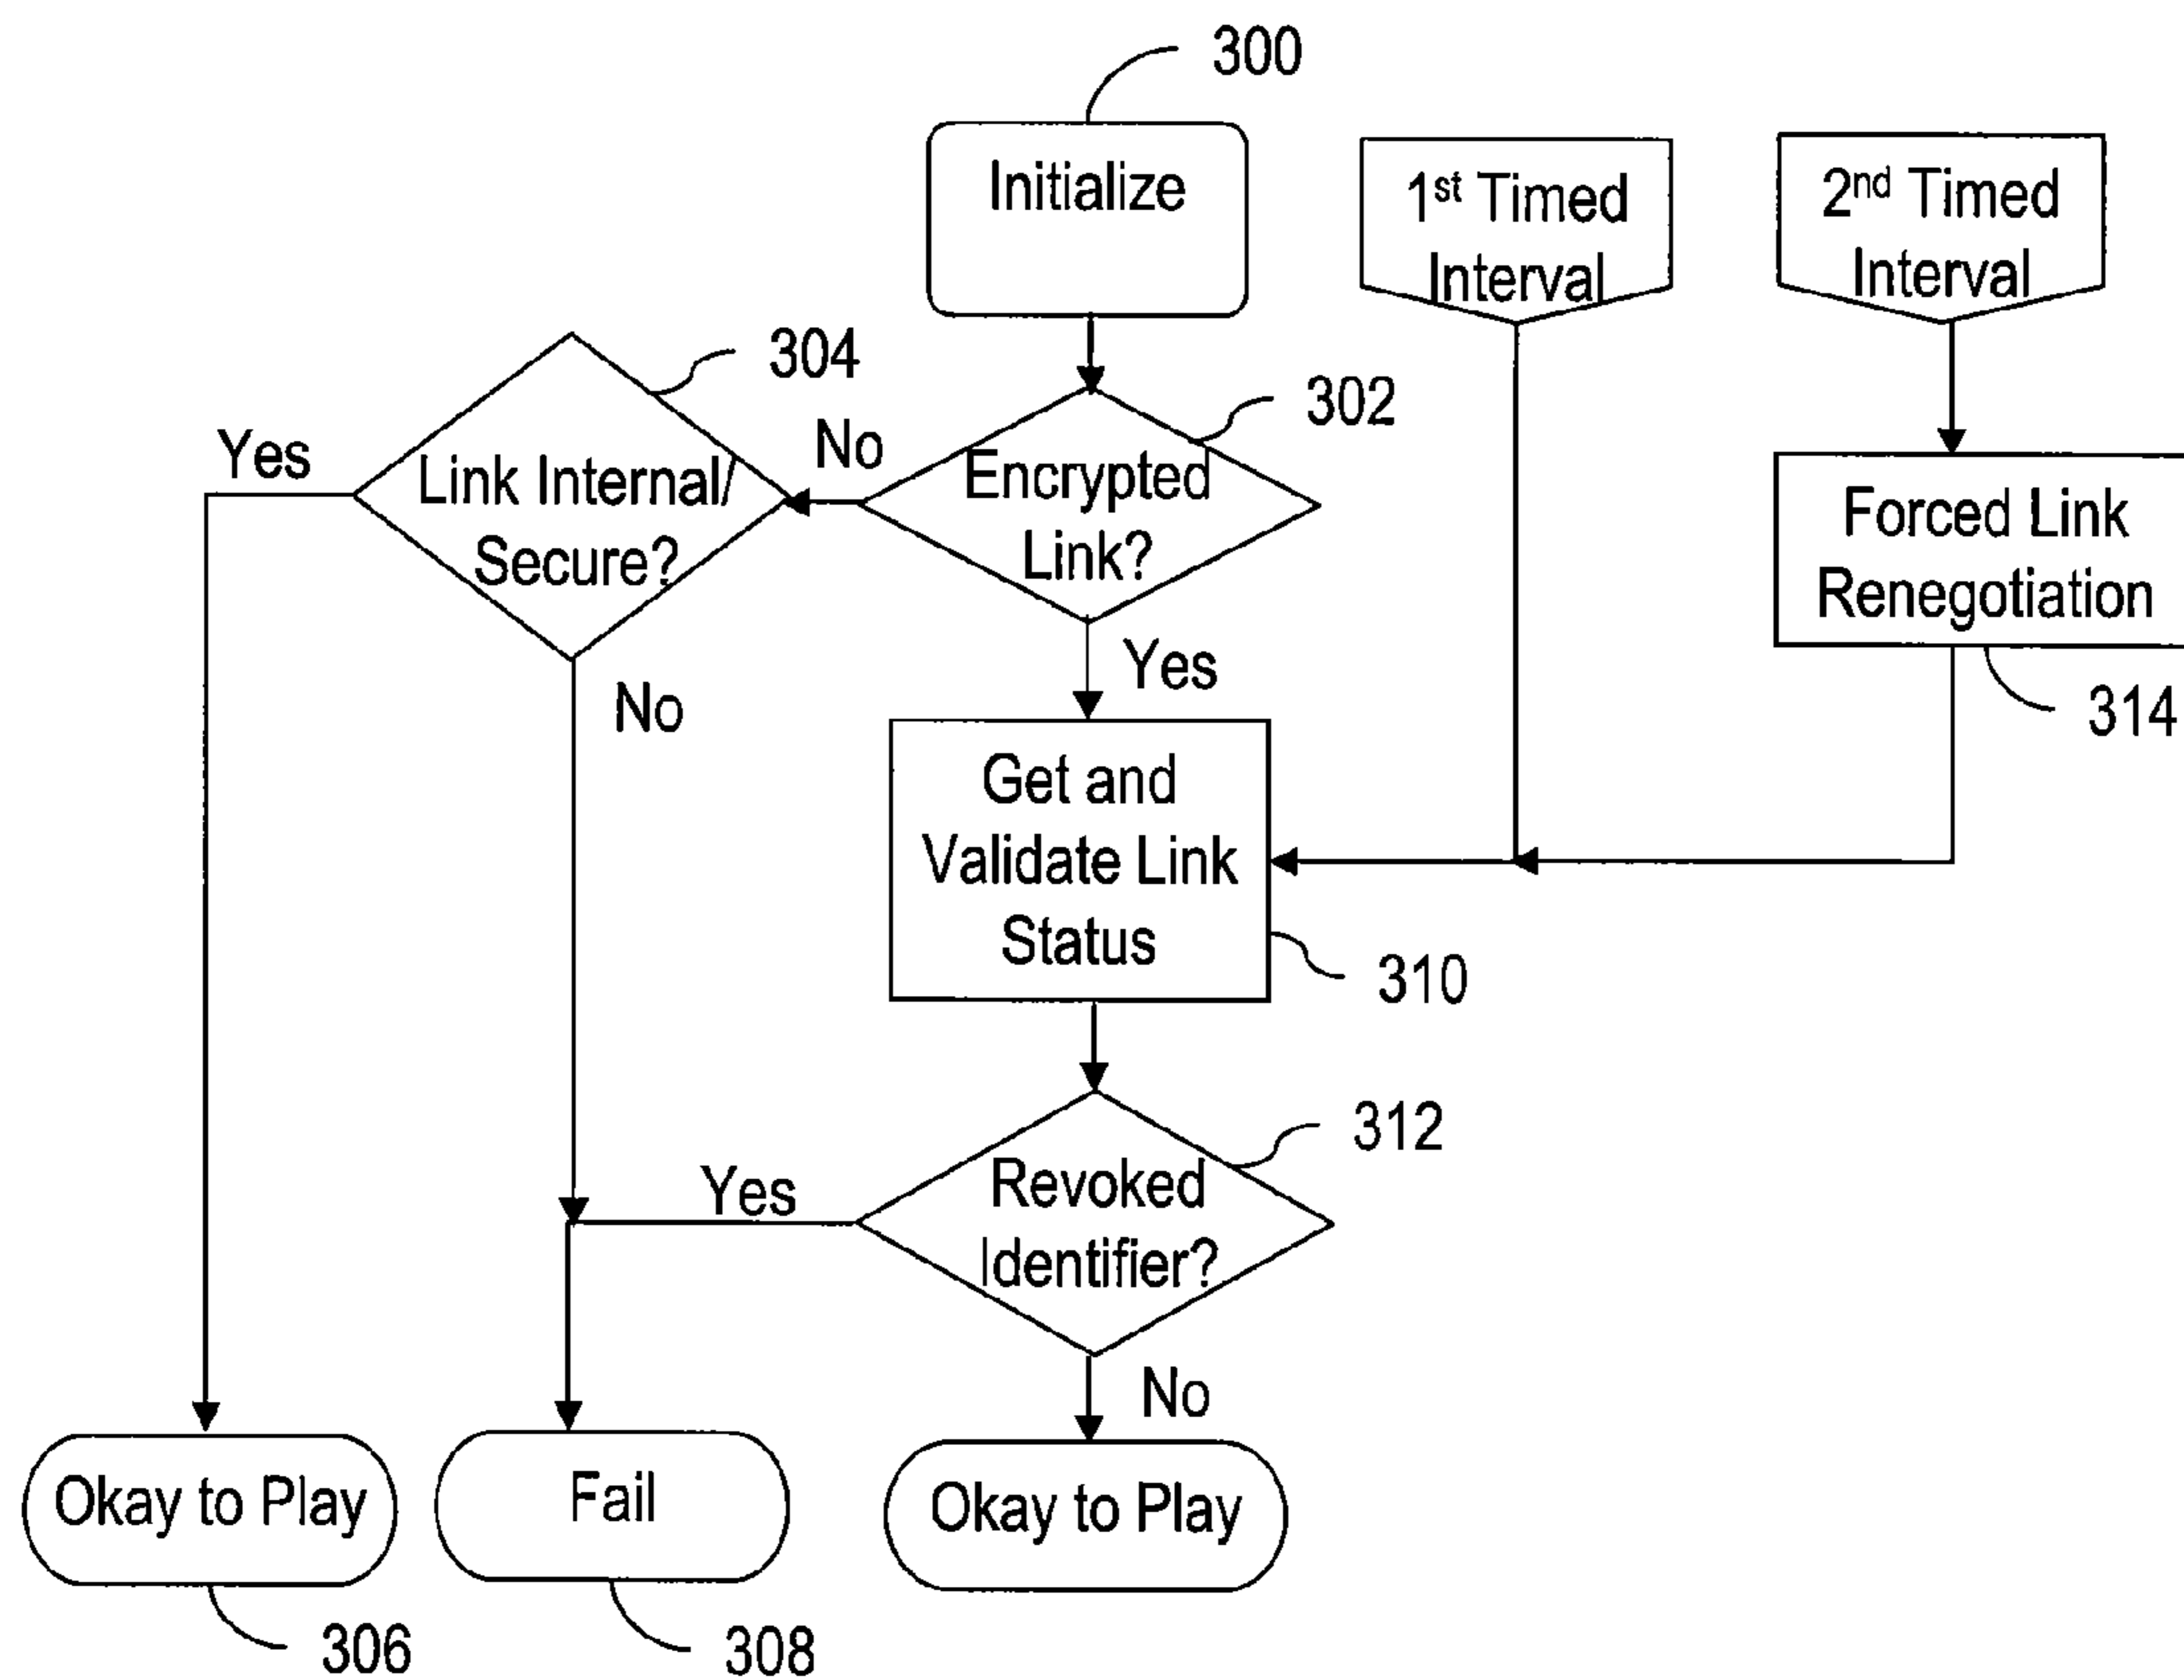 300
Initialize
1st Timed
Interval
2nd Timed
Interval
304
302
Yes
Link Internal/
Secure?
No
Encrypted
Link?
Forced Link
Renegotiation
314
No
Yes
Get and
Validate Link
Status
310
312
Yes
Revoked
Identifier?
No
Okay to Play
Fail
Okay to Play
306
308